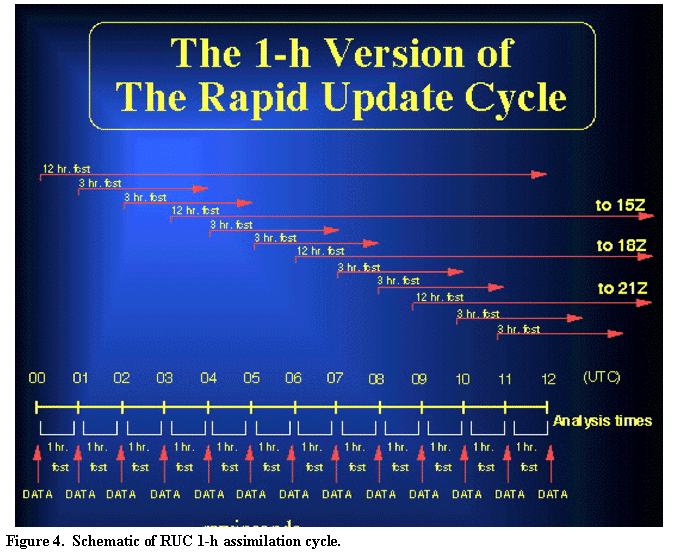 The 1-h Version of
The Rapid Update Cycle
12 hr. fcst
3 hr. fcst
3 hr. fcst
12 hr. fcst
to 15Z
3 hr. fcst
3 hr. fcst
12 hr. fcst
to 18Z
3 hr. fcst
3 hr. fcst
12 hr. fcst
to 21Z
3 hr. fcst
3 hr. fcst
00 01 02 03 04 05 06 07 08 09 10 11 12 (UTC)
Analysis times
1 hr. 1 hr. 1 hr. 1 hr. 1 hr. 1 hr. 1 hr. 1 hr. 1 hr. 1 hr. 1 hr. 1 hr.
fcst fcst fcst fcst fcst fcst fcst fcst fcst fcst fcst fcst
DATA DATA DATA DATA DATA DATA DATA DATA DATA DATA DATA DATA DATA
Figure 4. Schematic of RUC 1-h assimilation cycle.